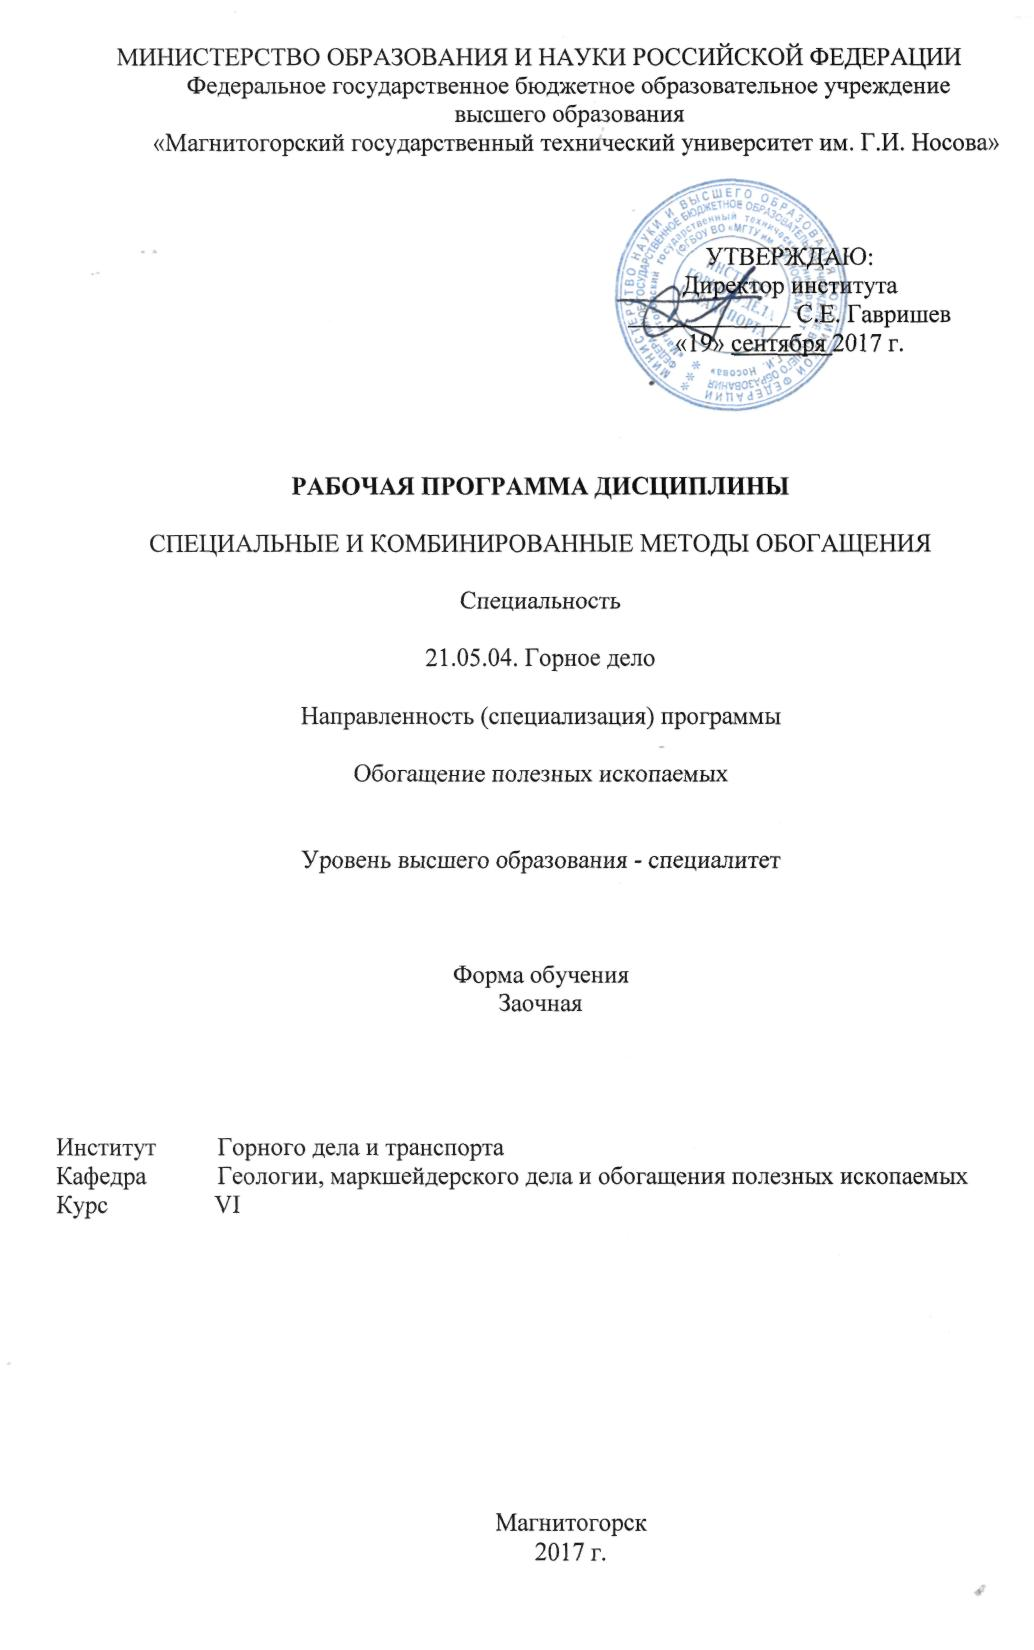 МИНИСТЕРСТВО ОБРАЗОВАНИЯ И НАУКИ РОССИЙСКОЙ ФЕДЕРАЦИИ
Федеральное государственное бюджетное образовательное учреждение
высшего образования
«Магнитогорский государственный технический университет им. Г.И. Носова»
УТВЕРЖДАЮ:
Директор института
С.Е. Гавришев
«19» сентября 2017 г.
РАБОЧАЯ ПРОГРАММА ДИСЦИПЛИНЫ
СПЕЦИАЛЬНЫЕ И КОМБИНИРОВАННЫЕ МЕТОДЫ ОБОГАЩЕНИЯ
Специальность
21.05.04. Горное дело
Направленность (специализация) программы
Обогащение полезных ископаемых
Уровень высшего образования - специалитет
Форма обучения
Заочная
Институт Горного дела и транспорта
Кафедра Геологии, маркшейдерского дела и обогащения полезных ископаемых
Курс VI
Магнитогорск
2017 г.